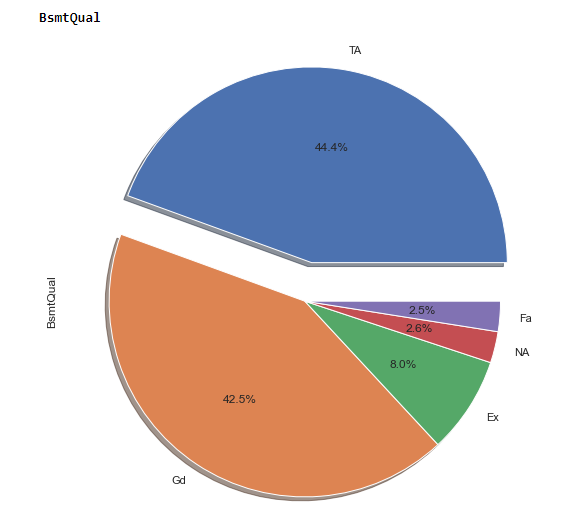 BsmtQual
TA
44.4%
BsmtQual
2.5%
Fa
2.6%
NA
8.0%
Ex
42.5%
Gd